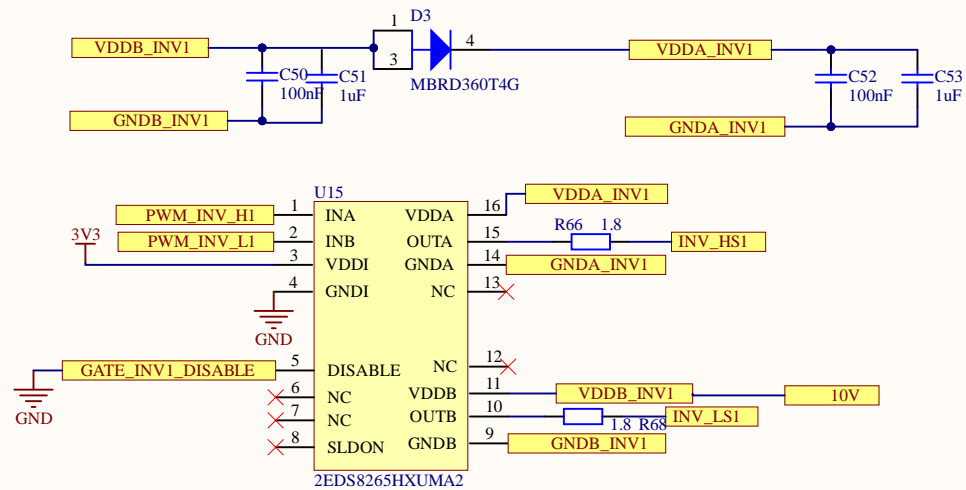 D3
1
VDDB_INV1
4
VDDA_INV1
3
MBRD360T4G
C50
100nF
C51
1uF
C52
100nF
C53
1uF
GNDB_INV1
GNDA_INV1
U15
VDDA_INV1
PWM_INV_H1 1 INA VDDA 16
R66 1.8
PWM_INV_L1 2 INB OUTA 15 INV_HS1
3V3
3 VDDI GNDA 14 GNDA_INV1
4 GNDI NC 13
GND
NC 12
GATE_INV1_DISABLE 5 DISABLE
GND
6 NC VDDB 11 VDDB_INV1 10V
7 NC OUTB 10 INV_LS1
1.8 R68
8 SLDON GNDB 9 GNDB_INV1
2EDS8265HXUMA2